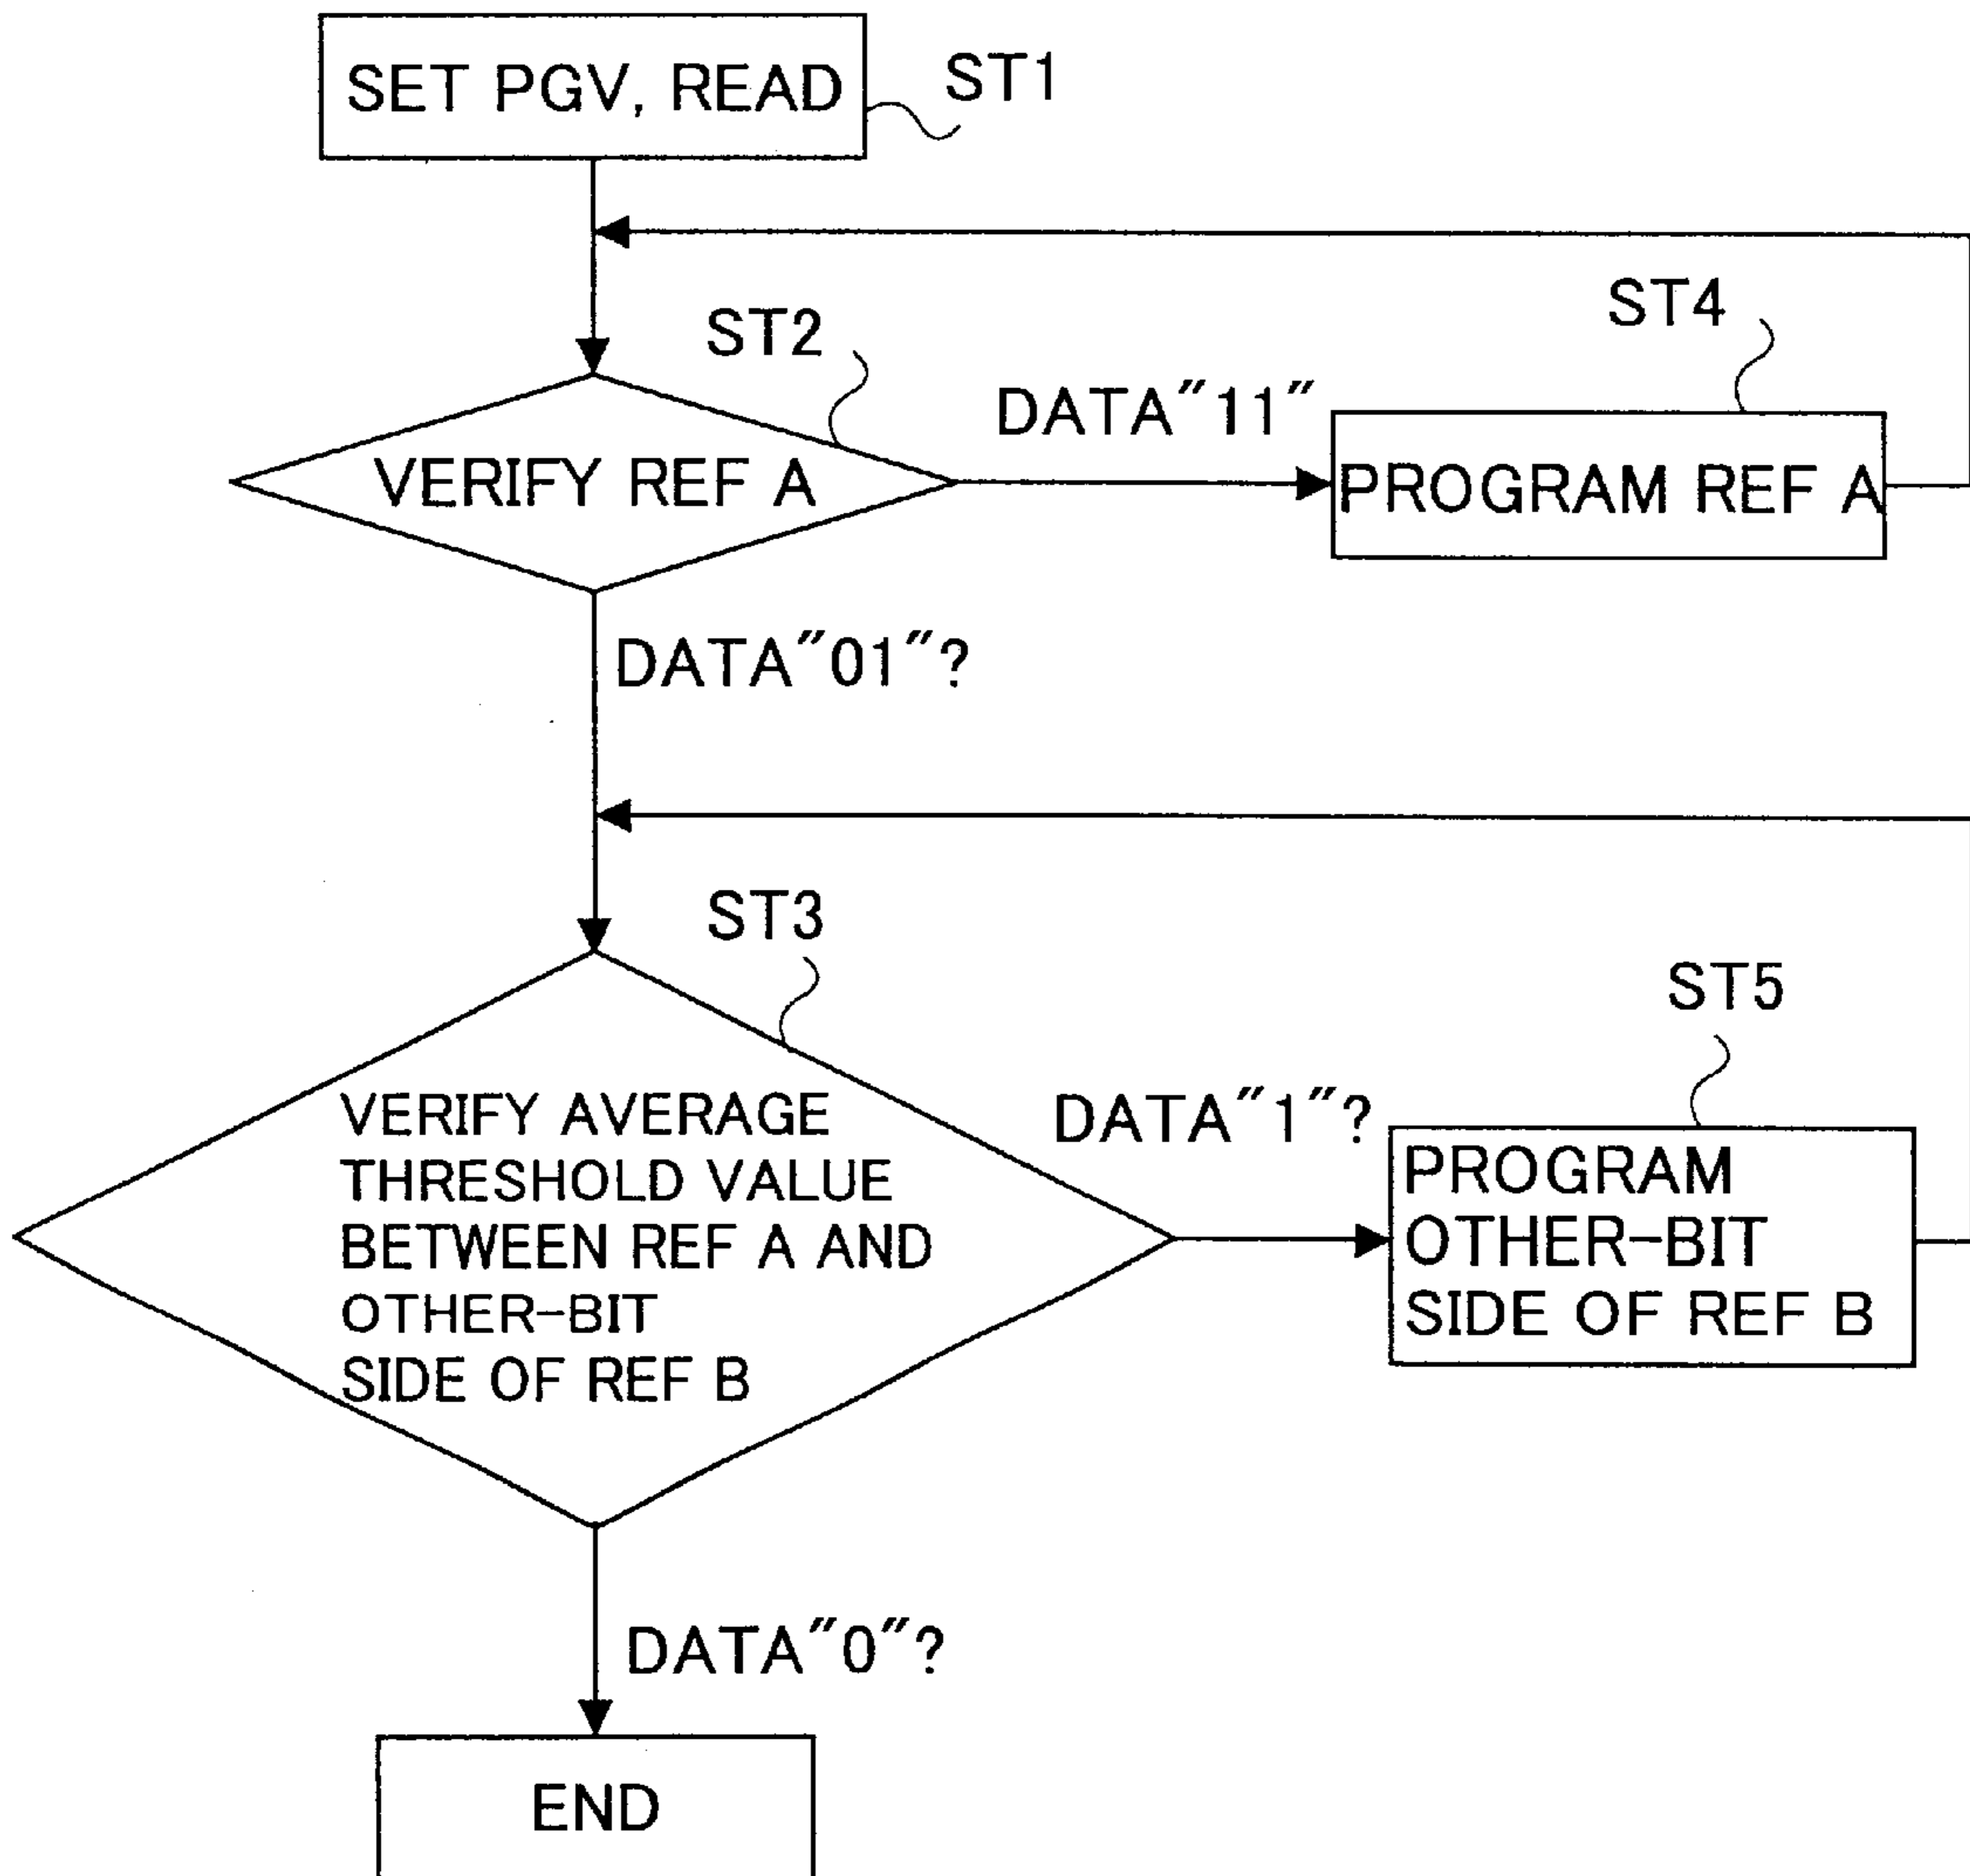 SET PGV, READ
ST1
ST2
ST4
DATA"11"
VERIFY REF A
PROGRAM REF A
DATA"01"?
ST3
ST5
VERIFY AVERAGE
THRESHOLD VALUE
BETWEEN REF A AND
OTHER-BIT
SIDE OF REF B
DATA"1"?
PROGRAM
OTHER-BIT
SIDE OF REF B
DATA"0"?
END